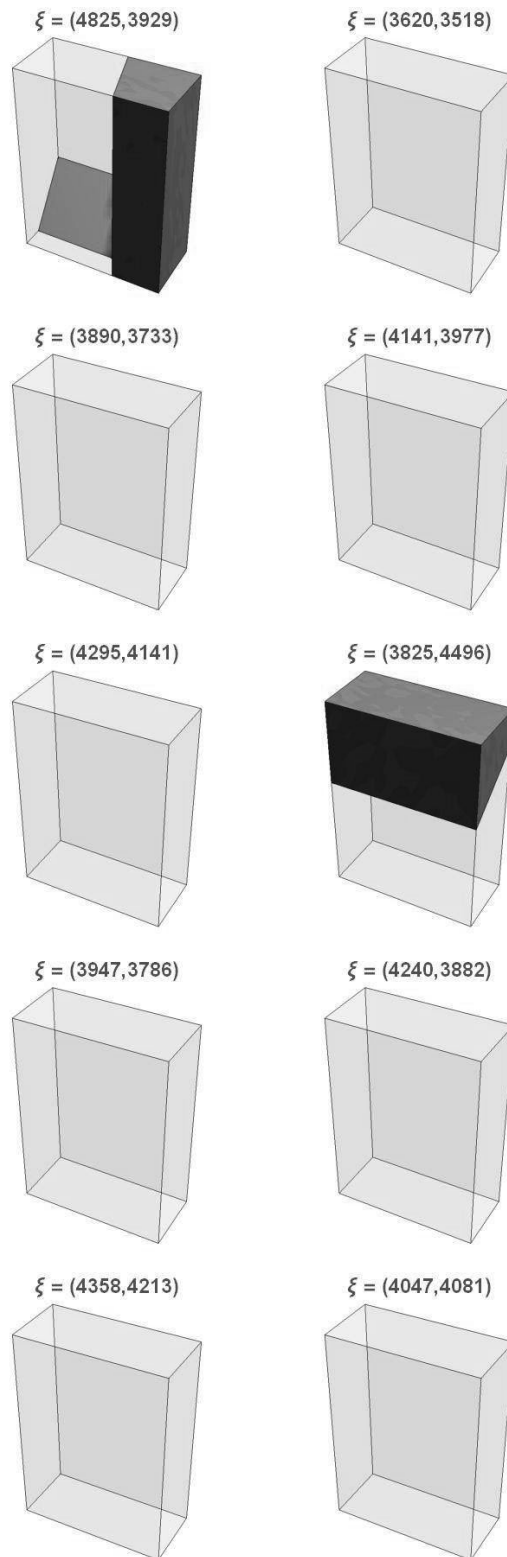 ξ = (4825,3929)
ξ = (3620,3518)
ξ = (3890,3733)
ξ = (4141,3977)
ξ = (4295,4141)
ξ = (3825,4496)
ξ = (3947,3786)
ξ = (4240,3882)
ξ = (4358,4213)
ξ = (4047,4081)